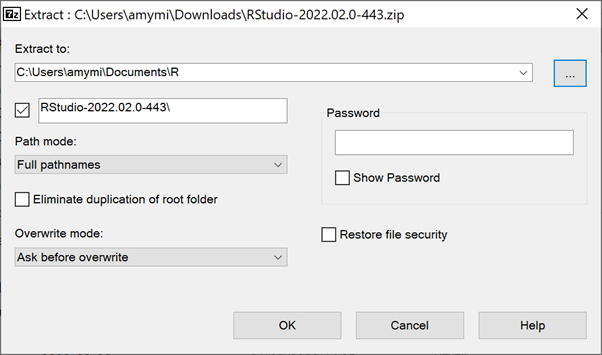 7z Extract : C:\Users\amymi\Downloads\RStudio-2022.02.0-443.zip
Extract to:
C:\Users\amymi\Documents\R
...
RStudio-2022.02.0-443\
Password
Path mode:
Full pathnames
Show Password
Eliminate duplication of root folder
Overwrite mode:
Restore file security
Ask before overwrite
OK Cancel Help